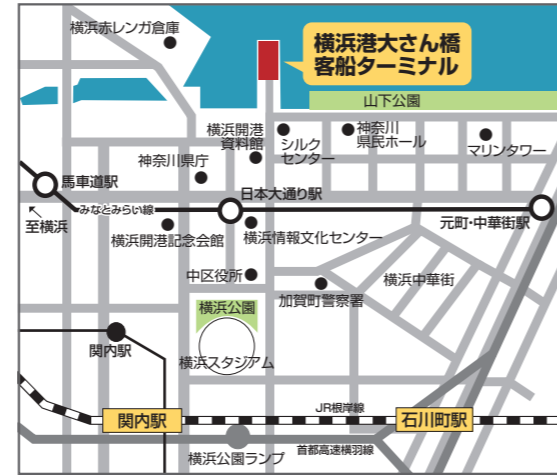 横浜赤レンガ倉庫
横浜港大さん橋
客船ターミナル
山下公園
横浜開港
資料館
シルク
センター
神奈川
県民ホール
マリンタワー
神奈川県庁
馬車道駅
日本大通り駅
みなとみらい線
元町・中華街駅
至横浜
横浜開港記念会館
横浜情報文化センター
中区役所
加賀町警察署
横浜中華街
横浜公園
関内駅
横浜スタジアム
JR根岸線
関内駅
石川町駅
横浜公園ランプ
首都高速横羽線